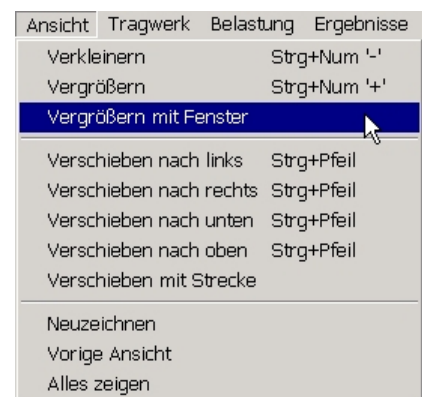 Ansicht Tragwerk Belastung Ergebnisse
Verkleinern Strg+Num '-'
Vergrößern Strg+Num '+'
Vergrößern mit Fenster
Verschieben nach links Strg+Pfeil
Verschieben nach rechts Strg+Pfeil
Verschieben nach unten Strg+Pfeil
Verschieben nach oben Strg+Pfeil
Verschieben mit Strecke
Neuzeichnen
Vorige Ansicht
Alles zeigen